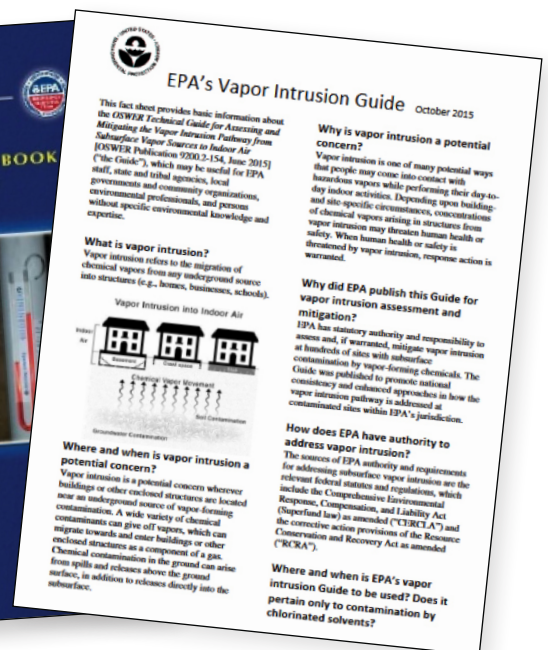 EPA
BOOK
UNITED STATES
ENVIRONMENTAL PROTECTION
EPA's Vapor Intrusion Guide October 2015
This fact sheet provides basic information about
the OSWER Technical Guide for Assessing and
Mitigating the Vapor Intrusion Pathway from
Subsurface Vapor Sources to Indoor Air
[OSWER Publication 9200.2-154, June 2015]
("the Guide"), which may be useful for EPA
staff, state and tribal agencies, local
governments and community organizations,
environmental professionals, and persons
without specific environmental knowledge and
expertise.
What is vapor intrusion?
Vapor intrusion refers to the migration of
chemical vapors from any underground source
into structures (e.g., homes, businesses, schools).
Vapor Intrusion into Indoor Air
Indoor
Air
Basement
Crawl space
Chemical Vapor Movement
Soil Contamination
Groundwater Contamination
Where and when is vapor intrusion a
potential concern?
Vapor intrusion is a potential concern wherever
buildings or other enclosed structures are located
near an underground source of vapor-forming
contamination. A wide variety of chemical
contaminants can give off vapors, which can
migrate towards and enter buildings or other
enclosed structures as a component of a gas.
Chemical contamination in the ground can arise
from spills and releases above the ground
surface, in addition to releases directly into the
subsurface.
Why is vapor intrusion a potential
concern?
Vapor intrusion is one of many potential ways
that people may come into contact with
hazardous vapors while performing their day-to-
day indoor activities. Depending upon building-
and site-specific circumstances, concentrations
of chemical vapors arising in structures from
vapor intrusion may threaten human health or
safety. When human health or safety is
threatened by vapor intrusion, response action is
warranted.
Why did EPA publish this Guide for
vapor intrusion assessment and
mitigation?
EPA has statutory authority and responsibility to
assess and, if warranted, mitigate vapor intrusion
at hundreds of sites with subsurface
contamination by vapor-forming chemicals. The
Guide was published to promote national
consistency and enhanced approaches in how the
vapor intrusion pathway is addressed at
contaminated sites within EPA's jurisdiction.
How does EPA have authority to
address vapor intrusion?
The sources of EPA authority and requirements
for addressing subsurface vapor intrusion are the
relevant federal statutes and regulations, which
include the Comprehensive Environmental
Response, Compensation, and Liability Act
(Superfund law) as amended ("CERCLA") and
the corrective action provisions of the Resource
Conservation and Recovery Act as amended
("RCRA").
Where and when is EPA's vapor
intrusion Guide to be used? Does it
pertain only to contamination by
chlorinated solvents?